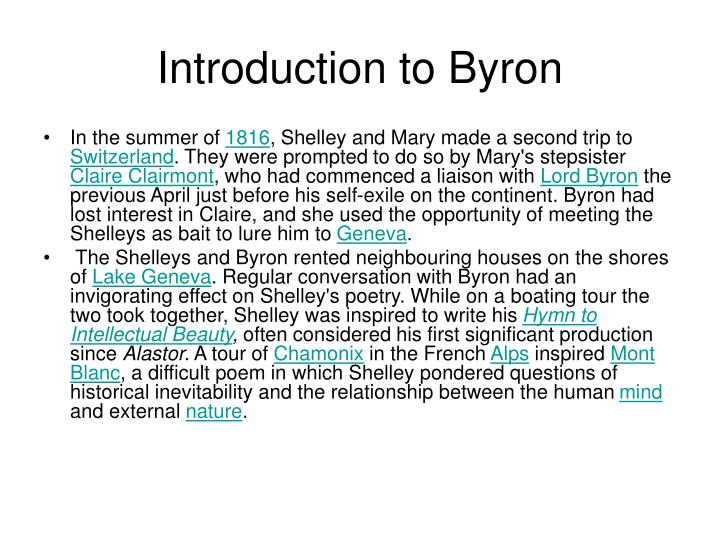 Introduction to Byron
• In the summer of 1816, Shelley and Mary made a second trip to
Switzerland. They were prompted to do so by Mary's stepsister
Claire Clairmont, who had commenced a liaison with Lord Byron the
previous April just before his self-exile on the continent. Byron had
lost interest in Claire, and she used the opportunity of meeting the
Shelleys as bait to lure him to Geneva.
• The Shelleys and Byron rented neighbouring houses on the shores
of Lake Geneva. Regular conversation with Byron had an
invigorating effect on Shelley's poetry. While on a boating tour the
two took together, Shelley was inspired to write his Hymn to
Intellectual Beauty, often considered his first significant production
since Alastor. A tour of Chamonix in the French Alps inspired Mont
Blanc, a difficult poem in which Shelley pondered questions of
historical inevitability and the relationship between the human mind
and external nature.